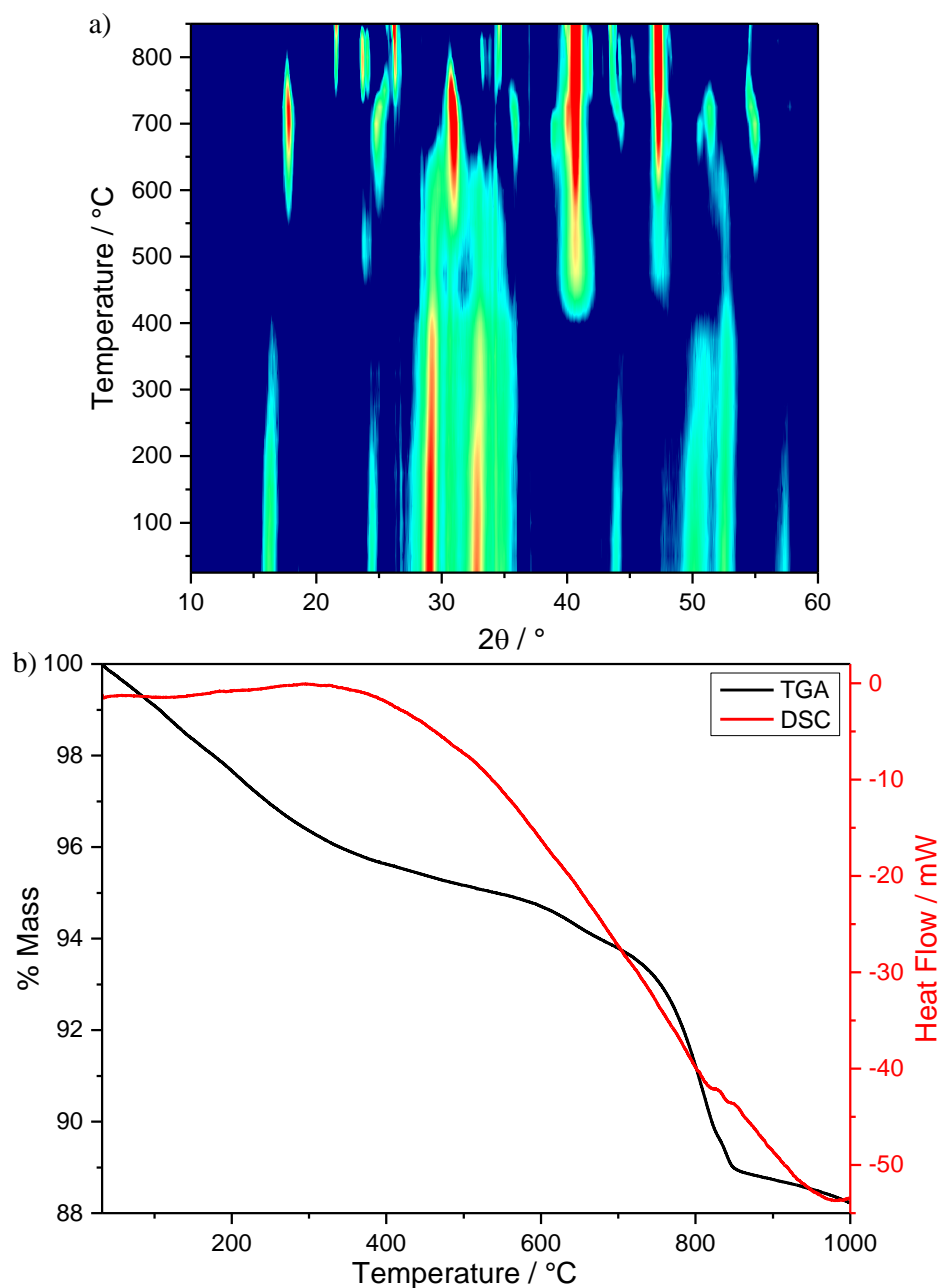 a)
800
700
600
500
400
300
200
100
Temperature / °C
10 20 30 40 50 60
2θ / °
b)
100
98
96
94
92
90
88
% Mass
TGA
DSC
0
-10
-20
-30
-40
-50
Heat Flow / mW
200 400 600 800 1000
Temperature / °C